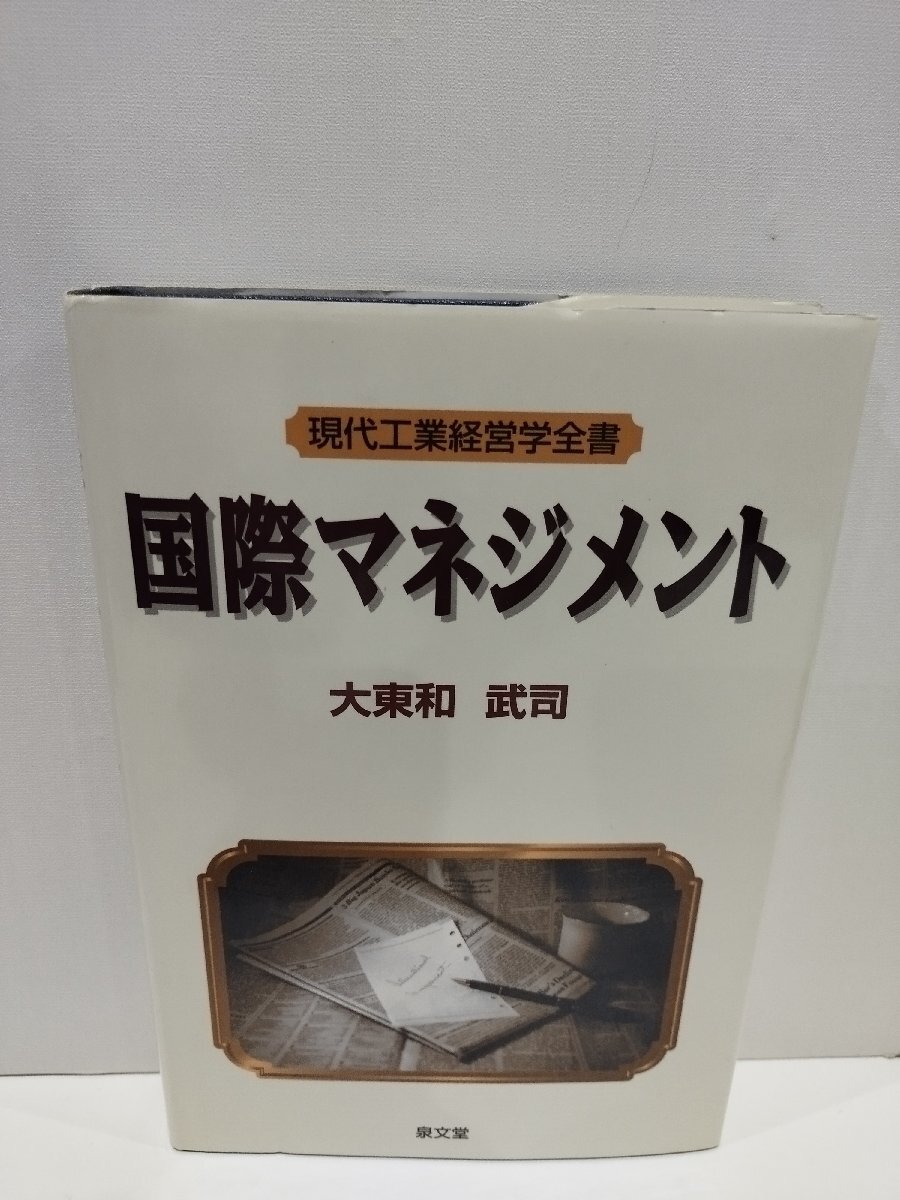 現代工業経営学全書
国際マネジメント
大東和 武司
泉文堂